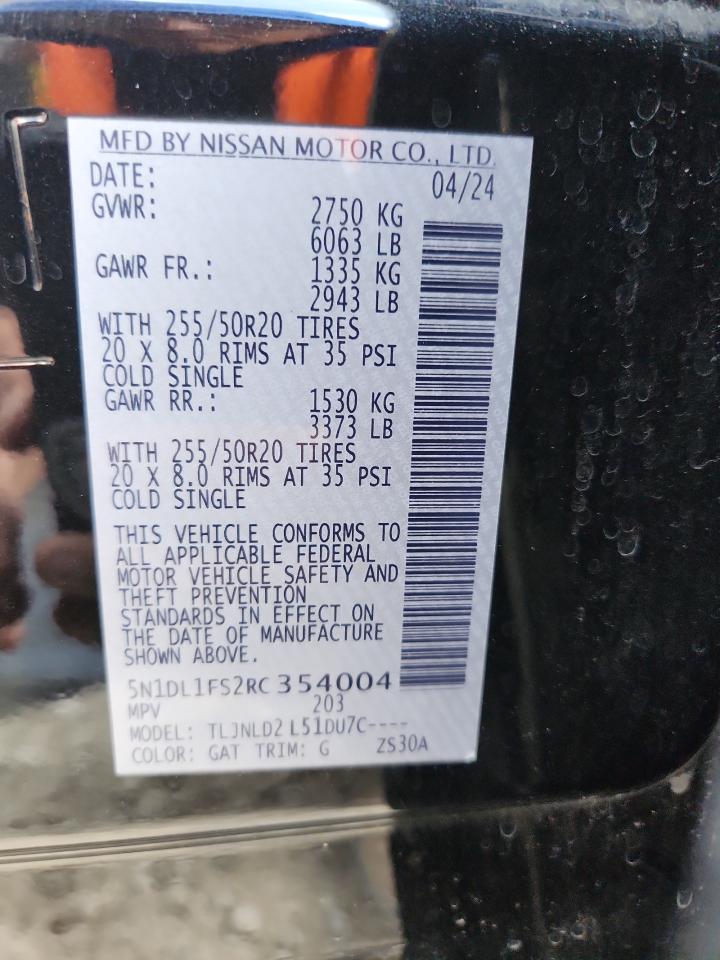 MFD BY NISSAN MOTOR CO., LTD.
DATE: 04/24
GVWR: 2750 KG
6063 LB
GAWR FR.: 1335 KG
2943 LB
WITH 255/50R20 TIRES
20 X 8.0 RIMS AT 35 PSI
COLD SINGLE
GAWR RR.: 1530 KG
3373 LB
WITH 255/50R20 TIRES
20 X 8.0 RIMS AT 35 PSI
COLD SINGLE
THIS VEHICLE CONFORMS TO
ALL APPLICABLE FEDERAL
MOTOR VEHICLE SAFETY AND
THEFT PREVENTION
STANDARDS IN EFFECT ON
THE DATE OF MANUFACTURE
SHOWN ABOVE.
5N1DL1FS2RC354004
MPV 203
MODEL: TLJNLD2 L51DU7C----
COLOR: GAT TRIM: G ZS30A